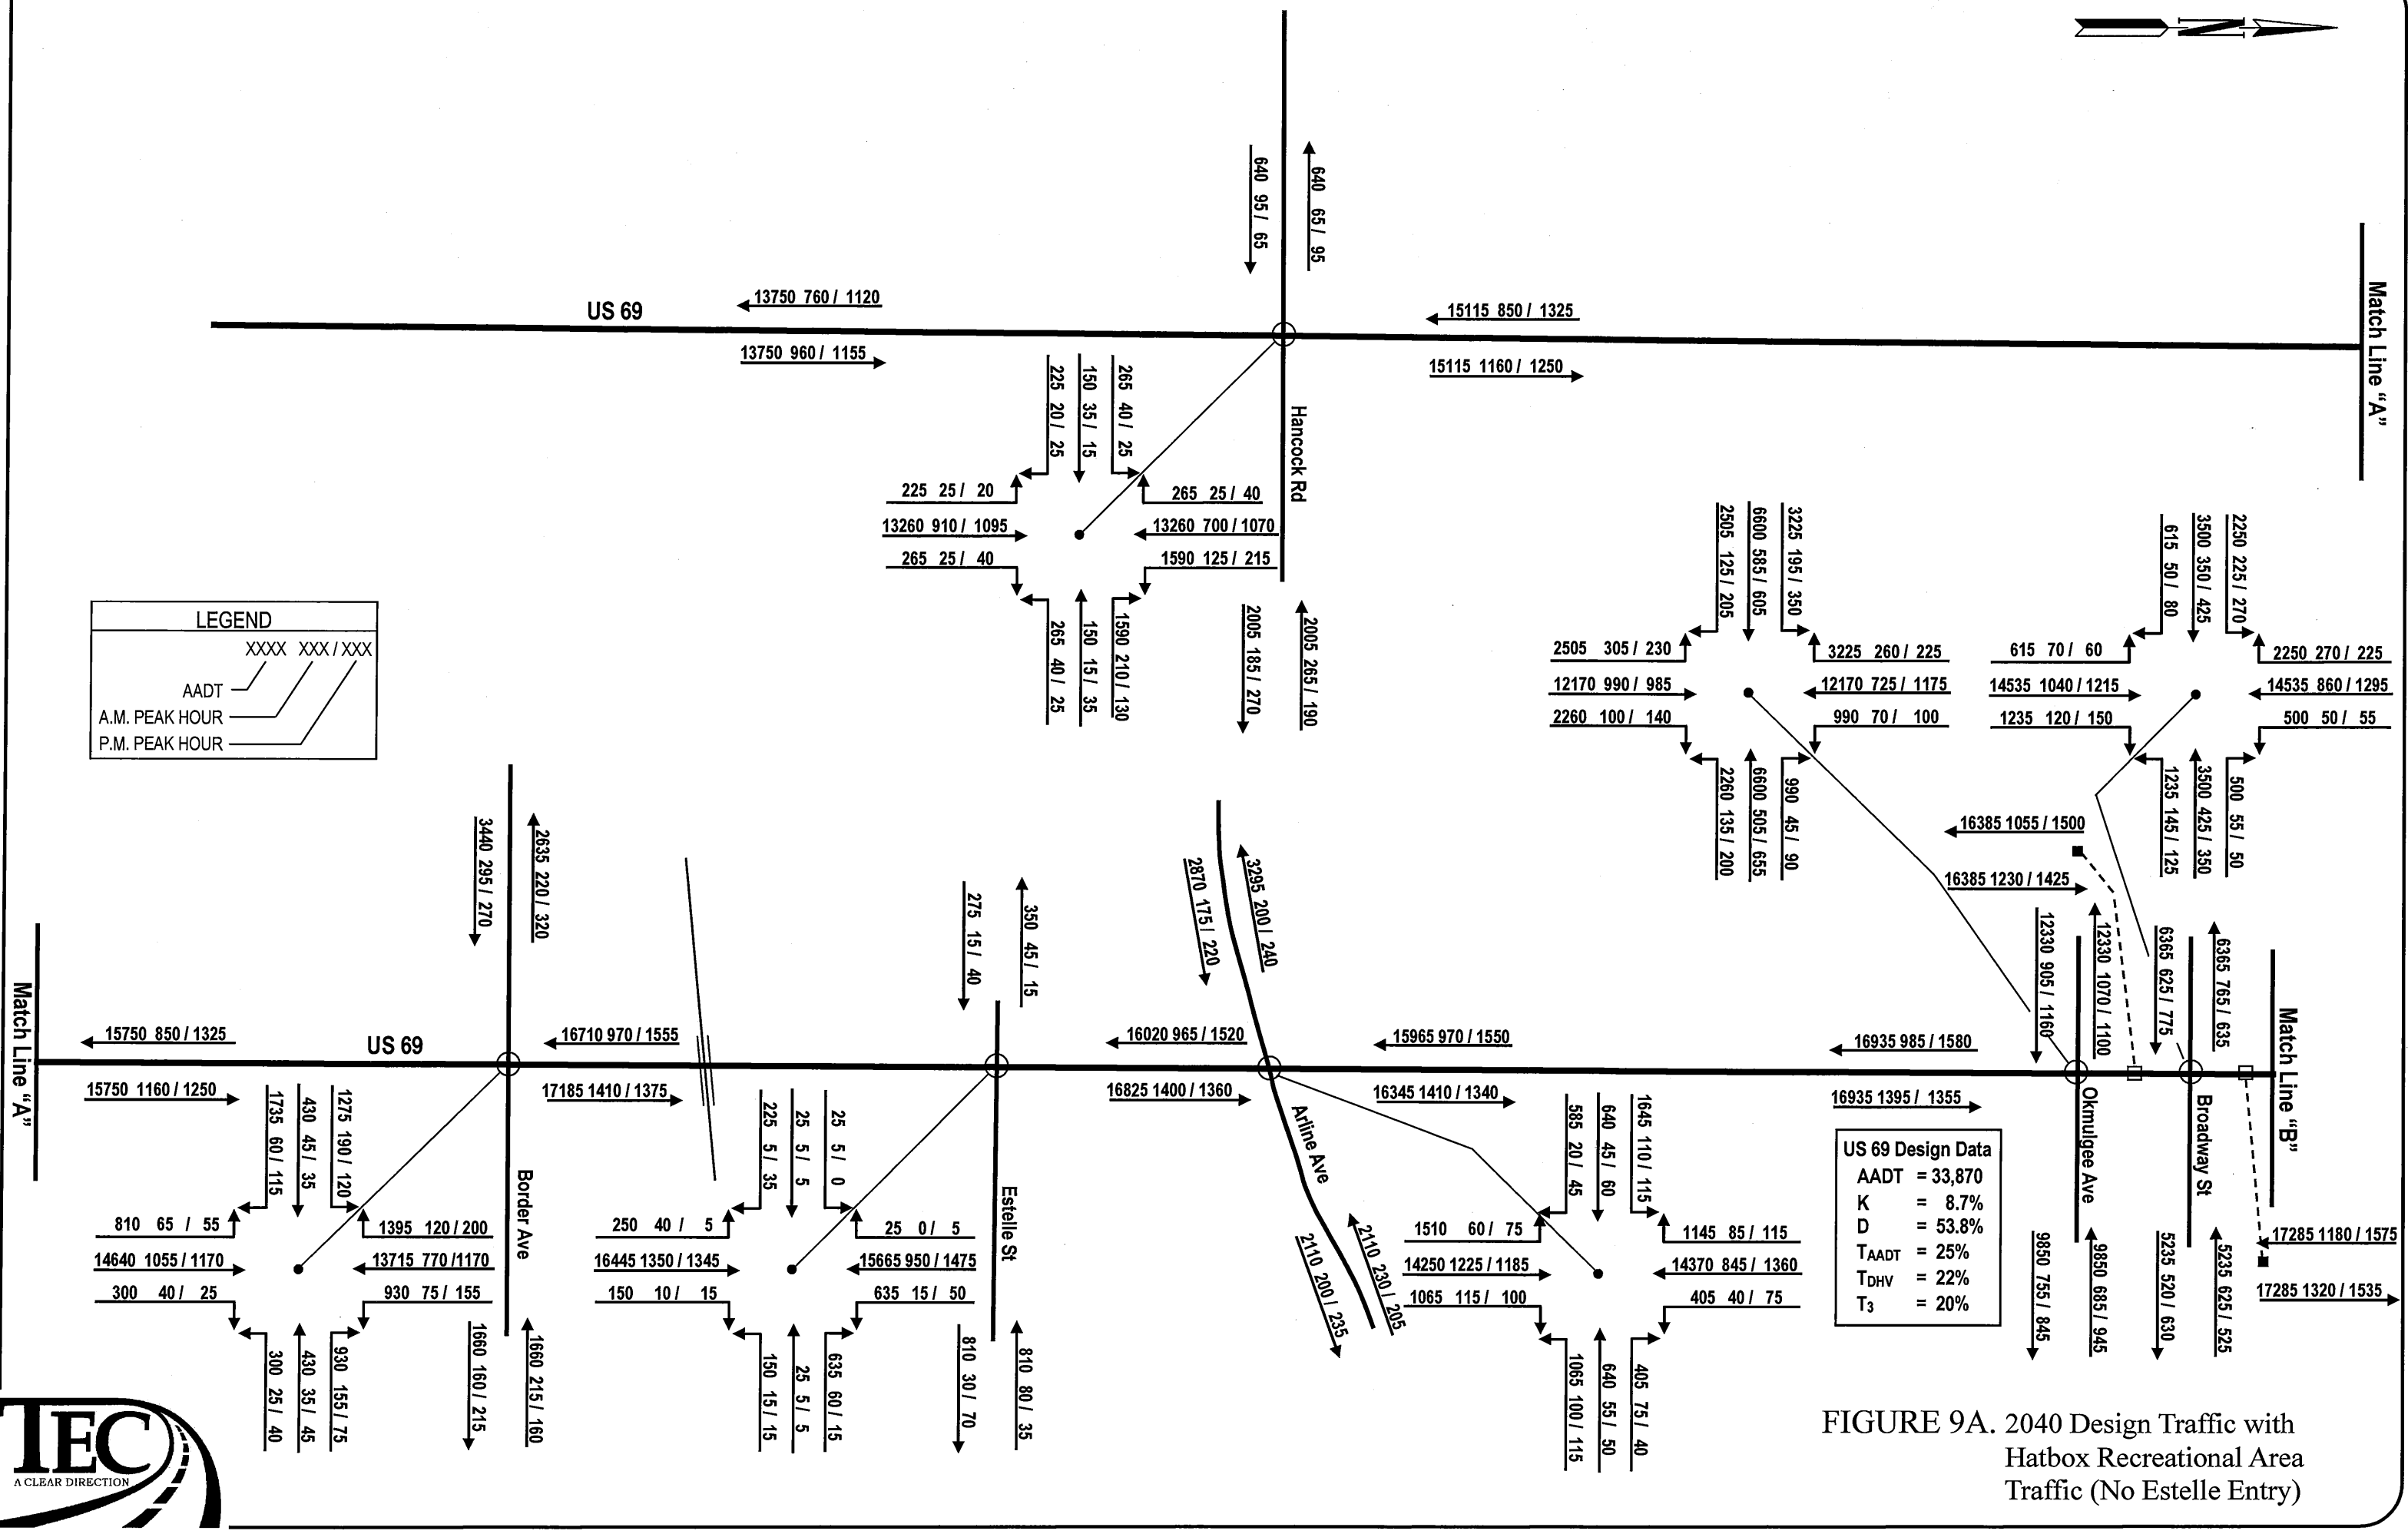 640 95 / 65
640 65 / 95
Match Line "A"
US 69
13750 760 / 1120
15115 850 / 1325
13750 960 / 1155
15115 1160 / 1250
Hancock Rd
225 20 / 25
150 35 / 15
265 40 / 25
225 25 / 20
265 25 / 40
13260 910 / 1095
13260 700 / 1070
265 25 / 40
1590 125 / 215
265 40 / 25
150 15 / 35
1590 210 / 130
2005 185 / 270
2005 265 / 190
LEGEND
XXXX XXX / XXX
AADT
A.M. PEAK HOUR
P.M. PEAK HOUR
2505 125 / 205
6600 585 / 605
3225 195 / 350
2505 305 / 230
3225 260 / 225
12170 990 / 985
12170 725 / 1175
2260 100 / 140
990 70 / 100
2260 135 / 200
6600 505 / 655
990 45 / 90
615 50 / 80
3500 350 / 425
2250 225 / 270
615 70 / 60
2250 270 / 225
14535 1040 / 1215
14535 860 / 1295
1235 120 / 150
500 50 / 55
1235 145 / 125
3500 425 / 350
500 55 / 50
16385 1055 / 1500
16385 1230 / 1425
12330 905 / 1160
12330 1070 / 1100
6365 625 / 775
6365 765 / 635
Match Line "B"
3440 295 / 270
2635 220 / 320
275 15 / 40
350 45 / 15
2870 175 / 220
3295 200 / 240
Match Line "A"
15750 850 / 1325
US 69
16710 970 / 1555
16020 965 / 1520
15965 970 / 1550
16935 985 / 1580
15750 1160 / 1250
17185 1410 / 1375
16825 1400 / 1360
16345 1410 / 1340
16935 1395 / 1355
Border Ave
Estelle St
Arline Ave
Okmulgee Ave
Broadway St
1735 60 / 115
430 45 / 35
1275 190 / 120
810 65 / 55
1395 120 / 200
14640 1055 / 1170
13715 770 / 1170
300 40 / 25
930 75 / 155
300 25 / 40
430 35 / 45
930 155 / 75
1660 160 / 215
1660 215 / 160
225 5 / 35
25 5 / 5
25 5 / 0
250 40 / 5
25 0 / 5
16445 1350 / 1345
15665 950 / 1475
150 10 / 15
635 15 / 50
150 15 / 15
25 5 / 5
635 60 / 15
810 30 / 70
810 80 / 35
2110 200 / 235
2110 230 / 205
585 20 / 45
640 45 / 60
1645 110 / 115
1510 60 / 75
1145 85 / 115
14250 1225 / 1185
14370 845 / 1360
1065 115 / 100
405 40 / 75
1065 100 / 115
640 55 / 50
405 75 / 40
US 69 Design Data
AADT = 33,870
K = 8.7%
D = 53.8%
TAADT = 25%
TDHV = 22%
T3 = 20%
9850 755 / 845
9850 685 / 945
5235 520 / 630
5235 625 / 525
17285 1180 / 1575
17285 1320 / 1535
TEC
A CLEAR DIRECTION
FIGURE 9A. 2040 Design Traffic with
Hatbox Recreational Area
Traffic (No Estelle Entry)